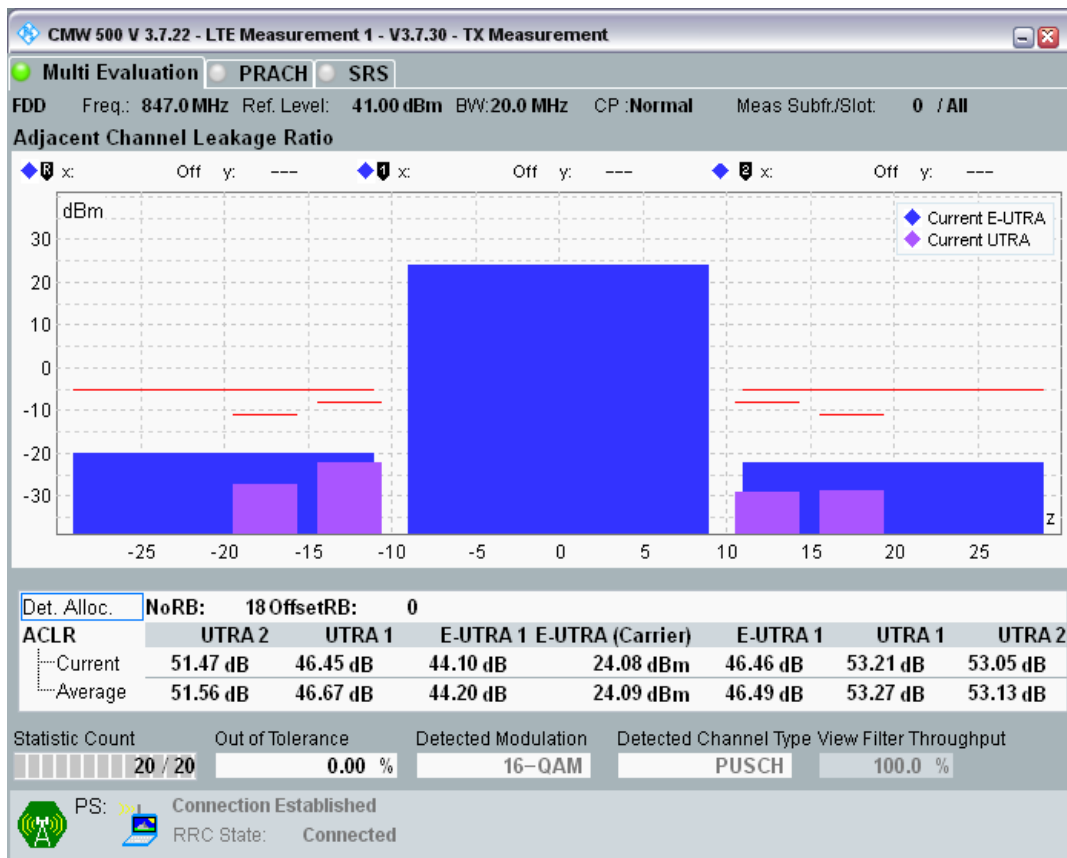 CMW 500 V 3.7.22 - LTE Measurement 1 - V3.7.30 - TX Measurement
Multi Evaluation PRACH SRS
FDD Freq.: 847.0 MHz Ref. Level: 41.00 dBm BW:20.0 MHz CP :Normal Meas Subfr./Slot: 0 / All
Adjacent Channel Leakage Ratio
R x: Off y: --- 1 x: Off y: --- 2 x: Off y: ---
dBm
Current E-UTRA
Current UTRA
30
20
10
0
-10
-20
-30
z
-25 -20 -15 -10 -5 0 5 10 15 20 25
Det. Alloc. NoRB: 18 OffsetRB: 0
ACLR UTRA 2 UTRA 1 E-UTRA 1 E-UTRA (Carrier) E-UTRA 1 UTRA 1 UTRA 2
Current 51.47 dB 46.45 dB 44.10 dB 24.08 dBm 46.46 dB 53.21 dB 53.05 dB
Average 51.56 dB 46.67 dB 44.20 dB 24.09 dBm 46.49 dB 53.27 dB 53.13 dB
Statistic Count Out of Tolerance Detected Modulation Detected Channel Type View Filter Throughput
20 / 20 0.00 % 16-QAM PUSCH 100.0 %
PS: Connection Established
RRC State: Connected